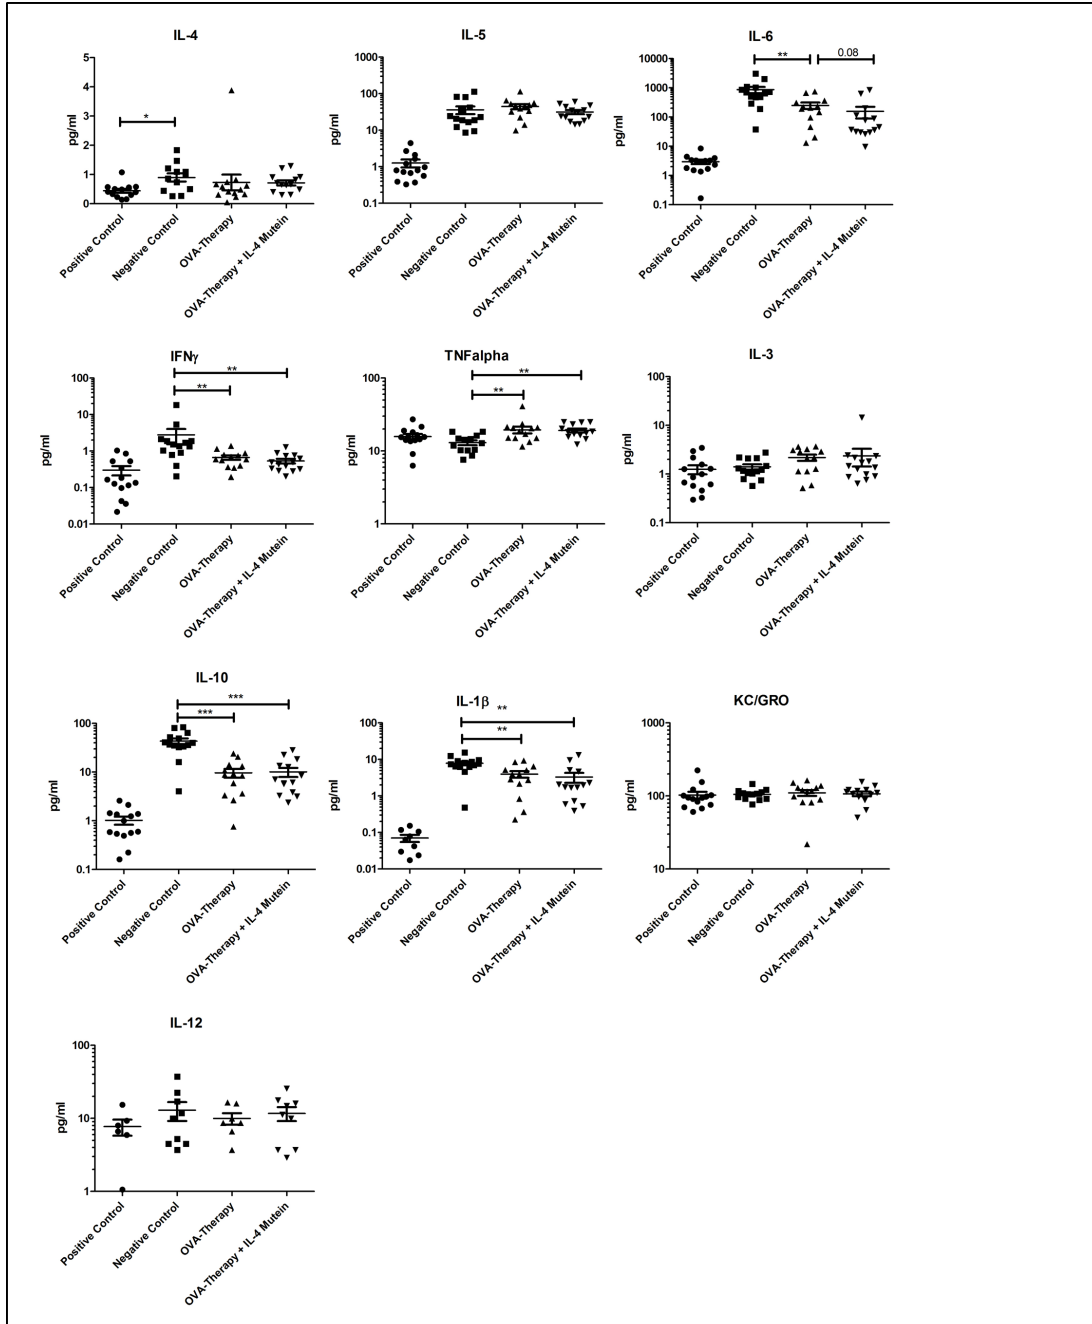 IL-4
5
4
3
2
1
0
pg/ml
*
Positive Control
Negative Control
OVA-Therapy
OVA-Therapy + IL-4 Mutein
IL-5
1000
100
10
1
0.1
pg/ml
Positive Control
Negative Control
OVA-Therapy
OVA-Therapy + IL-4 Mutein
IL-6
10000
1000
100
10
1
0.1
pg/ml
**
0.08
Positive Control
Negative Control
OVA-Therapy
OVA-Therapy + IL-4 Mutein
IFNγ
100
10
1
0.1
0.01
pg/ml
**
**
Positive Control
Negative Control
OVA-Therapy
OVA-Therapy + IL-4 Mutein
TNFalpha
100
10
1
pg/ml
**
**
Positive Control
Negative Control
OVA-Therapy
OVA-Therapy + IL-4 Mutein
IL-3
100
10
1
0.1
pg/ml
Positive Control
Negative Control
OVA-Therapy
OVA-Therapy + IL-4 Mutein
IL-10
100
10
1
0.1
pg/ml
***
***
Positive Control
Negative Control
OVA-Therapy
OVA-Therapy + IL-4 Mutein
IL-1β
100
10
1
0.1
0.01
pg/ml
**
**
Positive Control
Negative Control
OVA-Therapy
OVA-Therapy + IL-4 Mutein
KC/GRO
1000
100
10
pg/ml
Positive Control
Negative Control
OVA-Therapy
OVA-Therapy + IL-4 Mutein
IL-12
100
10
1
pg/ml
Positive Control
Negative Control
OVA-Therapy
OVA-Therapy + IL-4 Mutein